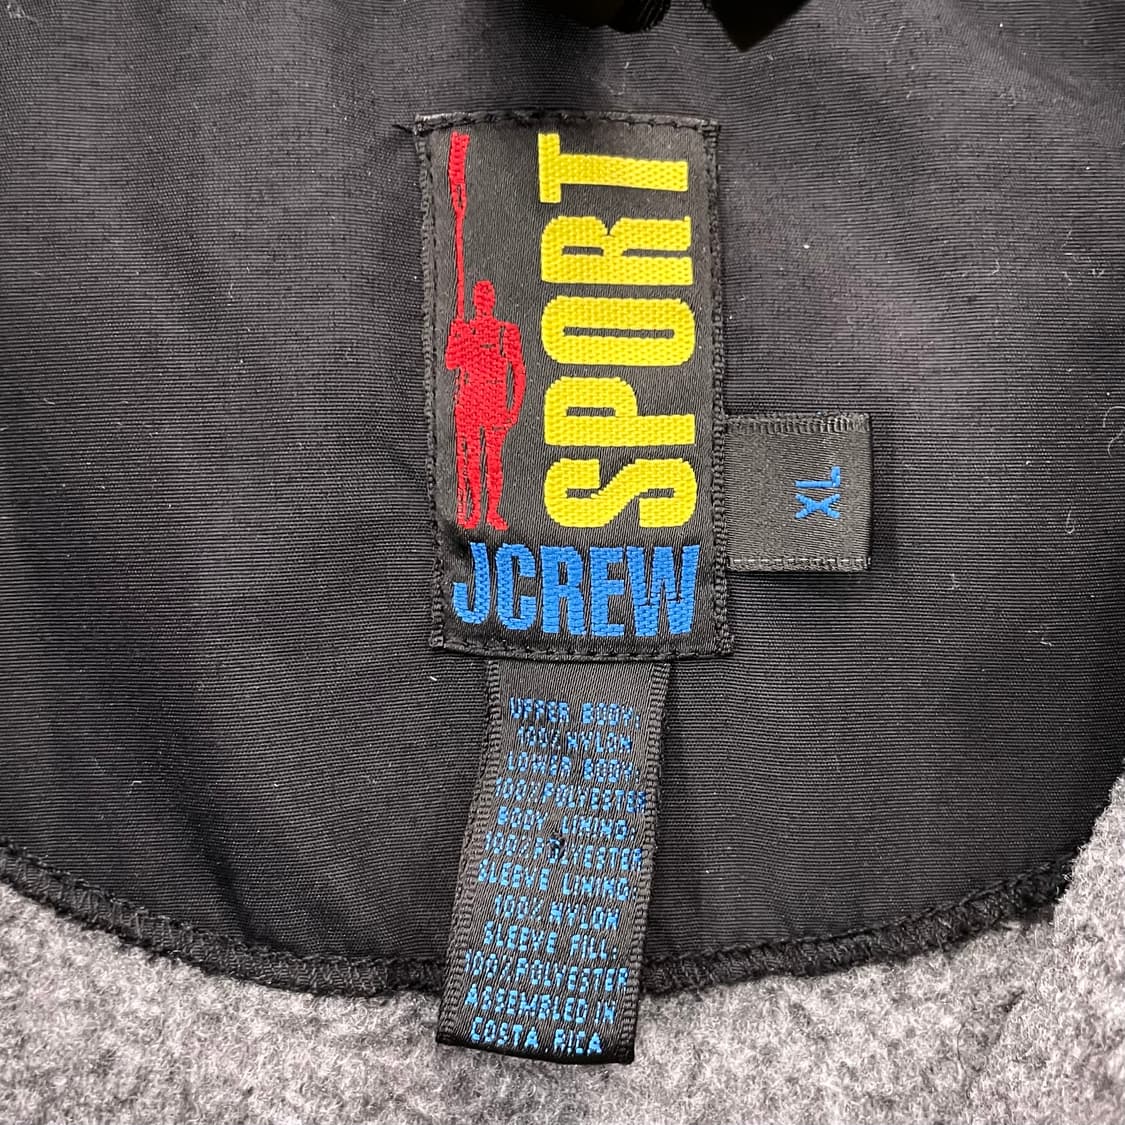 SPORT
JCREW
XL
UPPER BODY:
100% NYLON
LOWER BODY:
100% POLYESTER
BODY LINING:
100% POLYESTER
SLEEVE LINING:
100% NYLON
SLEEVE FILL:
100% POLYESTER
ASSEMBLED IN
COSTA RICA